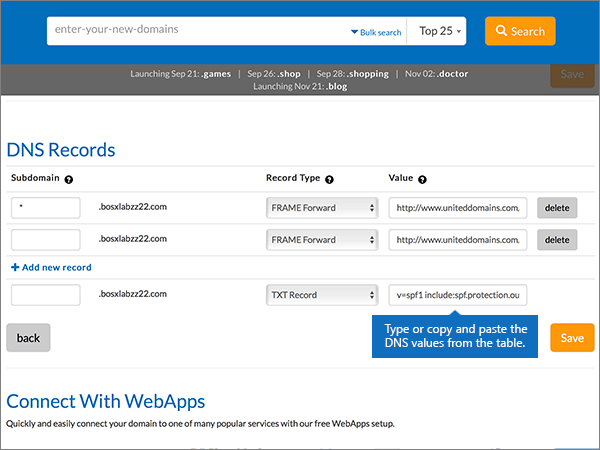 enter-your-new-domains Bulk search Top 25 Search
Launching Sep 21: .games | Sep 26: .shop | Sep 28: .shopping | Nov 02: .doctor Save
Launching Nov 21: .blog
DNS Records
Subdomain Record Type Value
* .bosxlabzz22.com FRAME Forward http://www.uniteddomains.com, delete
.bosxlabzz22.com FRAME Forward http://www.uniteddomains.com, delete
+ Add new record
.bosxlabzz22.com TXT Record v=spf1 include:spf.protection.ou
Type or copy and paste the
DNS values from the table.
back Save
Connect With WebApps
Quickly and easily connect your domain to one of many popular services with our free WebApps setup.